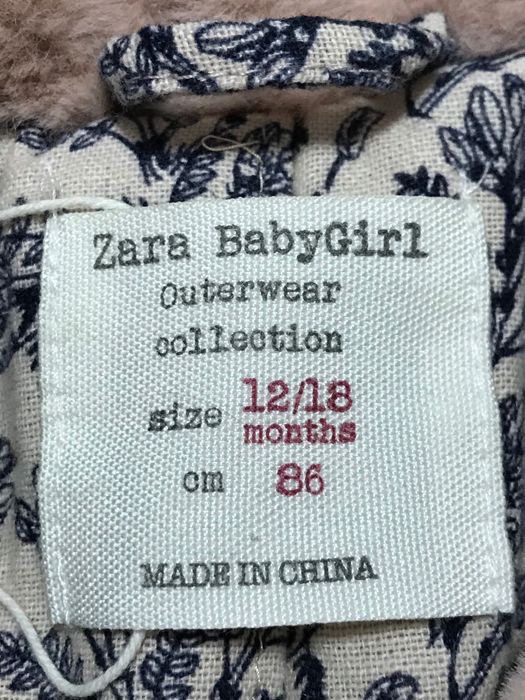 Zara BabyGirl
Outerwear
collection
size 12/18
months
cm 86
MADE IN CHINA